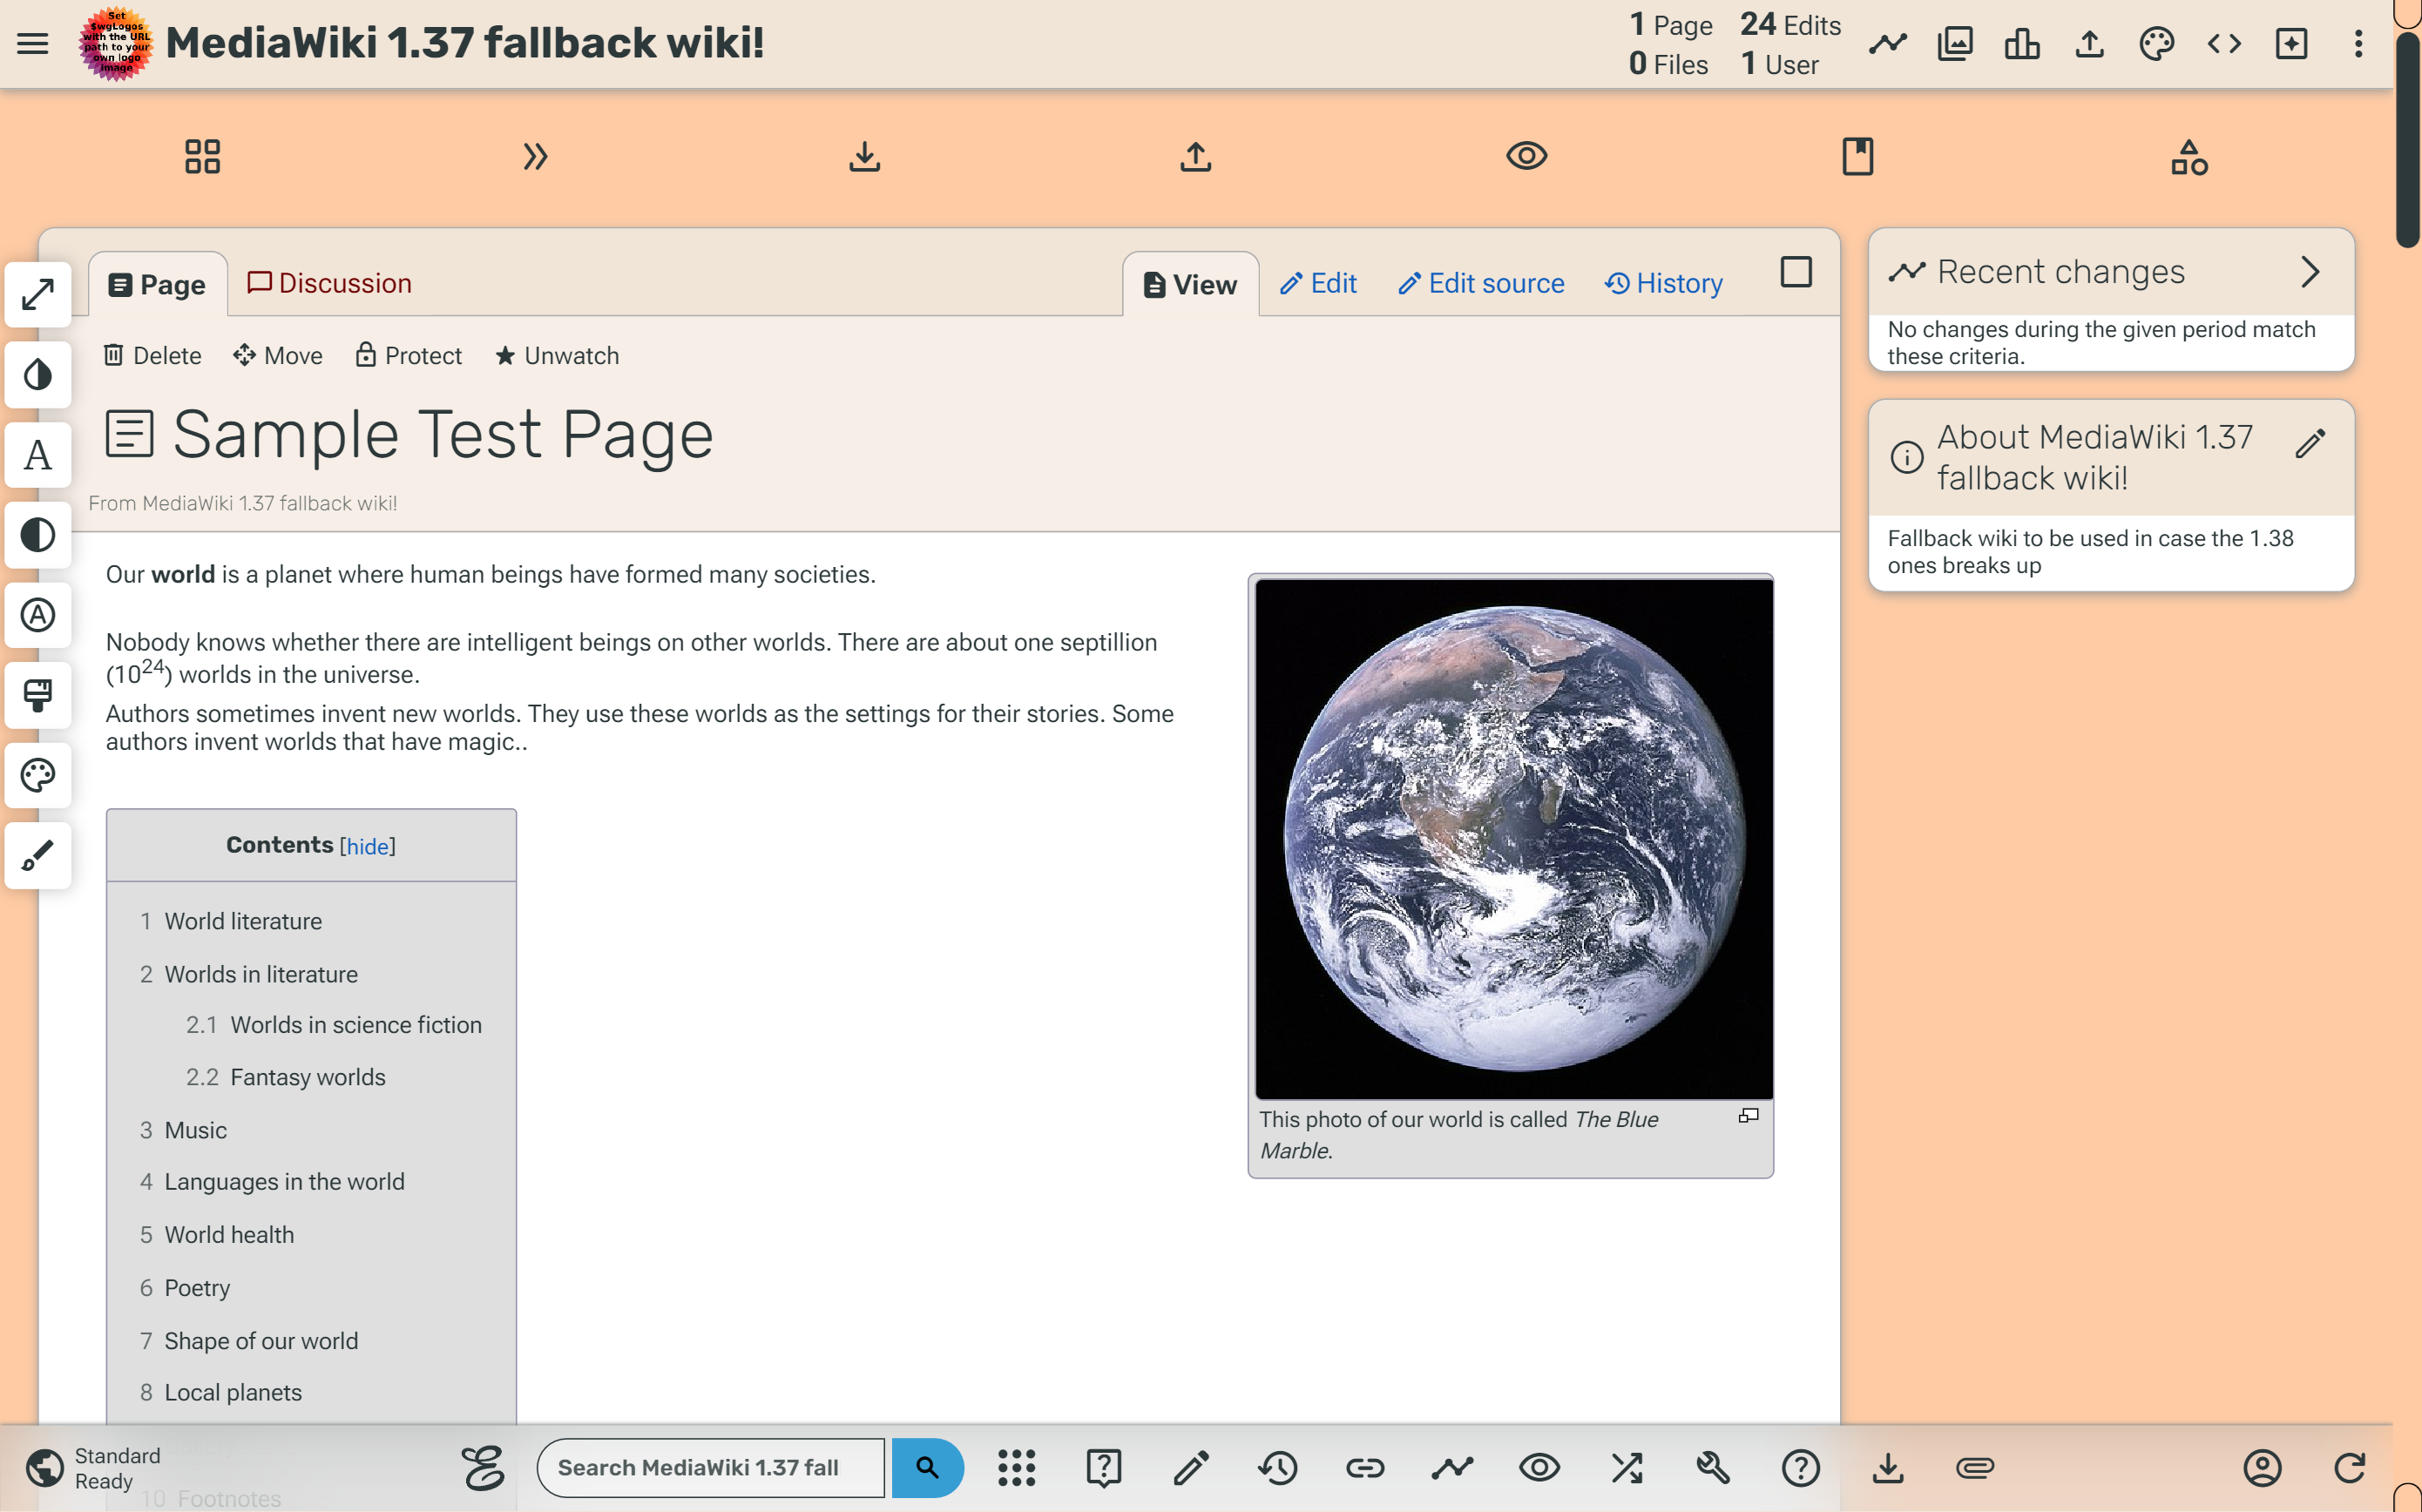 Set
$wgLogos
with the URL
path to your
own logo
image
MediaWiki 1.37 fallback wiki!
1 Page 24 Edits
0 Files 1 User
Page
Discussion
View
Edit
Edit source
History
Delete
Move
Protect
Unwatch
Sample Test Page
From MediaWiki 1.37 fallback wiki!
Our world is a planet where human beings have formed many societies.
Nobody knows whether there are intelligent beings on other worlds. There are about one septillion
(10²⁴) worlds in the universe.
Authors sometimes invent new worlds. They use these worlds as the settings for their stories. Some
authors invent worlds that have magic..
Contents [hide]
1 World literature
2 Worlds in literature
2.1 Worlds in science fiction
2.2 Fantasy worlds
3 Music
4 Languages in the world
5 World health
6 Poetry
7 Shape of our world
8 Local planets
10 Footnotes
This photo of our world is called The Blue
Marble.
Recent changes
No changes during the given period match
these criteria.
About MediaWiki 1.37
fallback wiki!
Fallback wiki to be used in case the 1.38
ones breaks up
Standard
Ready
Search MediaWiki 1.37 fall